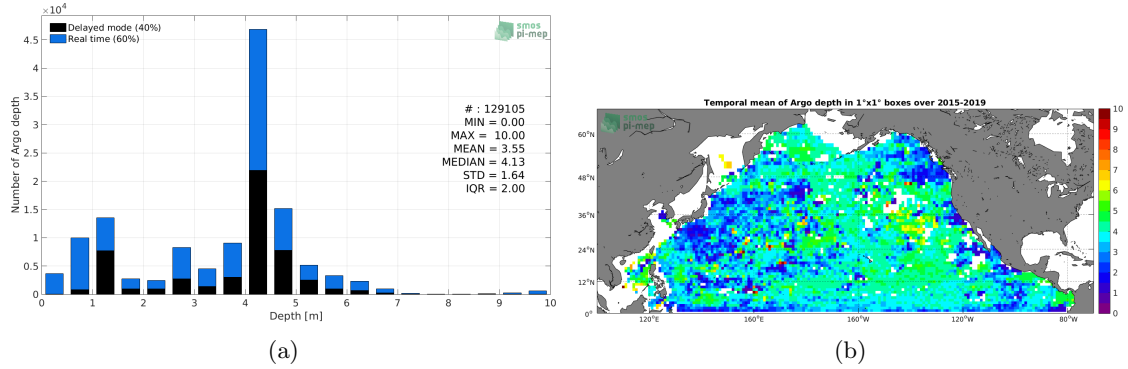 Delayed mode (40%)
Real time (60%)
smos
pi-mep
4.5
×10⁴
4
3.5
3
2.5
2
1.5
1
0.5
0
Number of Argo depth
# : 129105
MIN = 0.00
MAX = 10.00
MEAN = 3.55
MEDIAN = 4.13
STD = 1.64
IQR = 2.00
0 1 2 3 4 5 6 7 8 9 10
Depth [m]
(a)
Temporal mean of Argo depth in 1°x1° boxes over 2015-2019
smos
pi-mep
60°N
48°N
36°N
24°N
12°N
0°
120°E 160°E 160°W 120°W 80°W
10
9
8
7
6
5
4
3
2
1
0
(b)